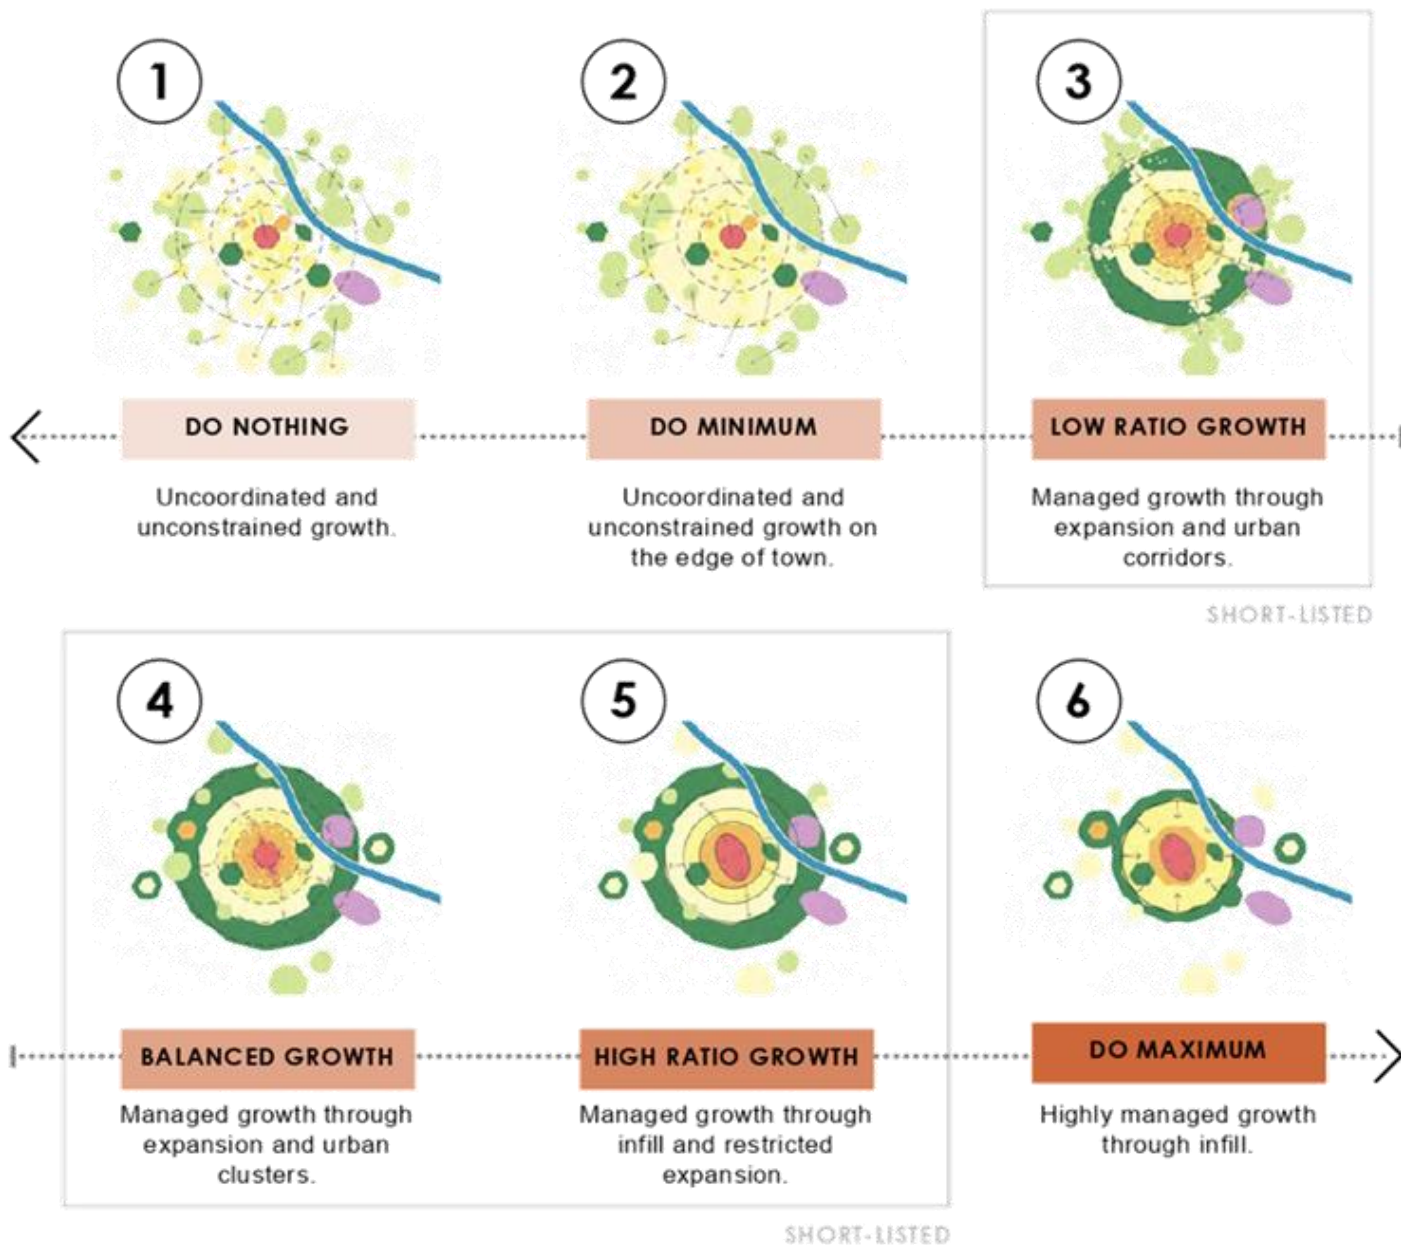 1
2
3
DO NOTHING
DO MINIMUM
LOW RATIO GROWTH
Uncoordinated and
unconstrained growth.
Uncoordinated and
unconstrained growth on
the edge of town.
Managed growth through
expansion and urban
corridors.
SHORT-LISTED
4
5
6
BALANCED GROWTH
HIGH RATIO GROWTH
DO MAXIMUM
Managed growth through
expansion and urban
clusters.
Managed growth through
infill and restricted
expansion.
Highly managed growth
through infill.
SHORT-LISTED